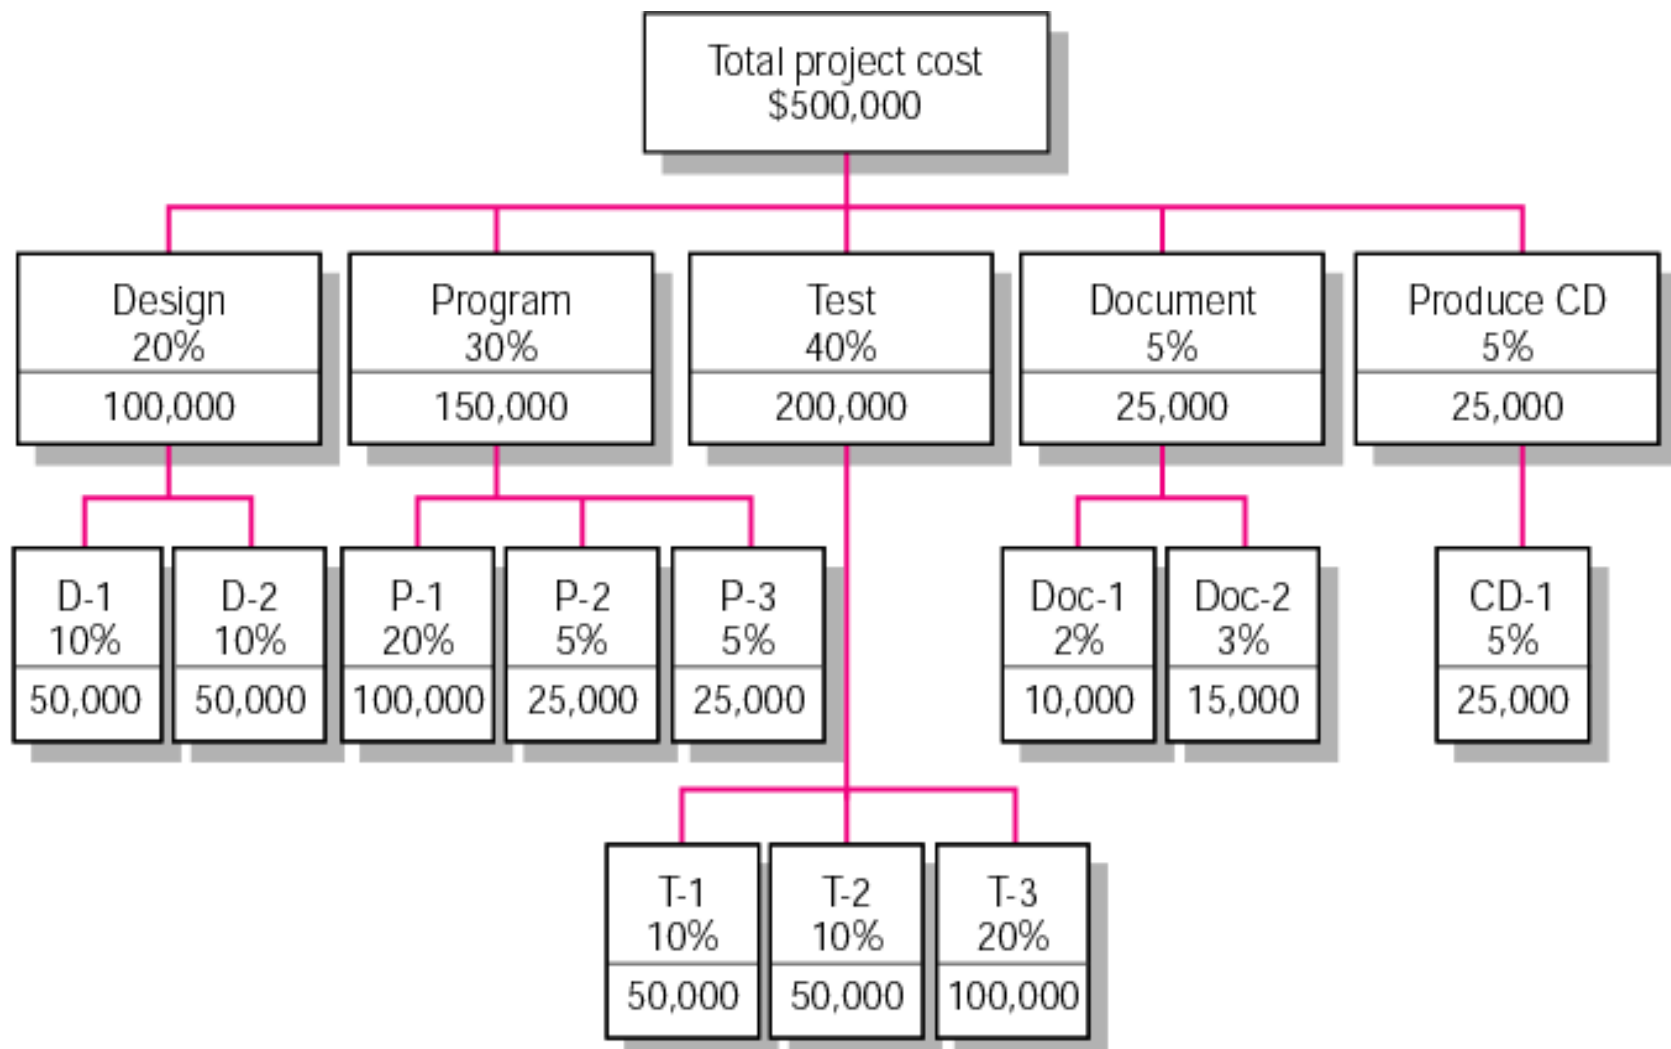 Total project cost
$500,000
Design
20%
100,000
Program
30%
150,000
Test
40%
200,000
Document
5%
25,000
Produce CD
5%
25,000
D-1
10%
50,000
D-2
10%
50,000
P-1
20%
100,000
P-2
5%
25,000
P-3
5%
25,000
Doc-1
2%
10,000
Doc-2
3%
15,000
CD-1
5%
25,000
T-1
10%
50,000
T-2
10%
50,000
T-3
20%
100,000